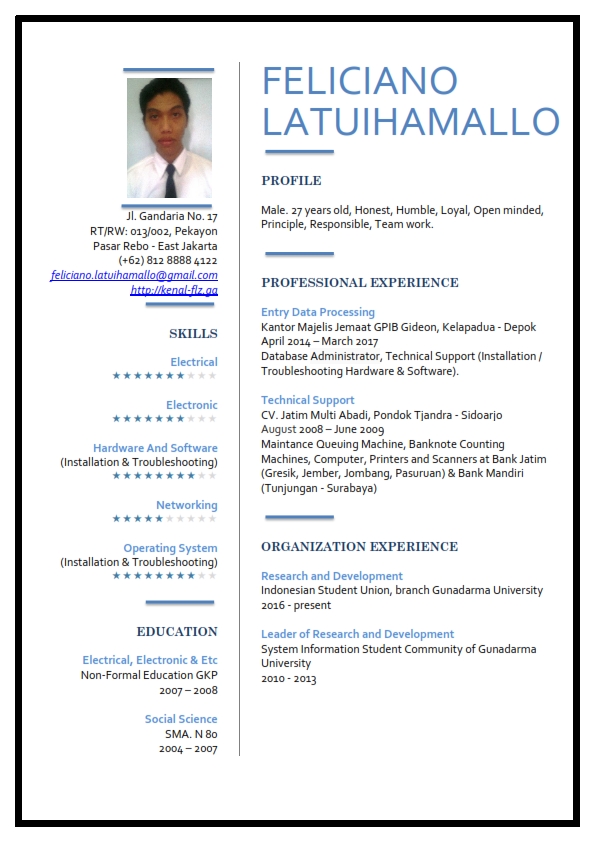 FELICIANO
LATUIHAMALLO
Jl. Gandaria No. 17
RT/RW: 013/002, Pekayon
Pasar Rebo - East Jakarta
(+62) 812 8888 4122
feliciano.latuihamallo@gmail.com
http://kenal-flz.ga
SKILLS
Electrical
★★★★★★★★★★
Electronic
★★★★★★★★★★
Hardware And Software
(Installation & Troubleshooting)
★★★★★★★★★★
Networking
★★★★★★★★★★
Operating System
(Installation & Troubleshooting)
★★★★★★★★★★
EDUCATION
Electrical, Electronic & Etc
Non-Formal Education GKP
2007 – 2008
Social Science
SMA. N 80
2004 – 2007
PROFILE
Male. 27 years old, Honest, Humble, Loyal, Open minded,
Principle, Responsible, Team work.
PROFESSIONAL EXPERIENCE
Entry Data Processing
Kantor Majelis Jemaat GPIB Gideon, Kelapadua - Depok
April 2014 – March 2017
Database Administrator, Technical Support (Installation /
Troubleshooting Hardware & Software).
Technical Support
CV. Jatim Multi Abadi, Pondok Tjandra - Sidoarjo
August 2008 – June 2009
Maintance Queuing Machine, Banknote Counting
Machines, Computer, Printers and Scanners at Bank Jatim
(Gresik, Jember, Jombang, Pasuruan) & Bank Mandiri
(Tunjungan - Surabaya)
ORGANIZATION EXPERIENCE
Research and Development
Indonesian Student Union, branch Gunadarma University
2016 - present
Leader of Research and Development
System Information Student Community of Gunadarma
University
2010 - 2013